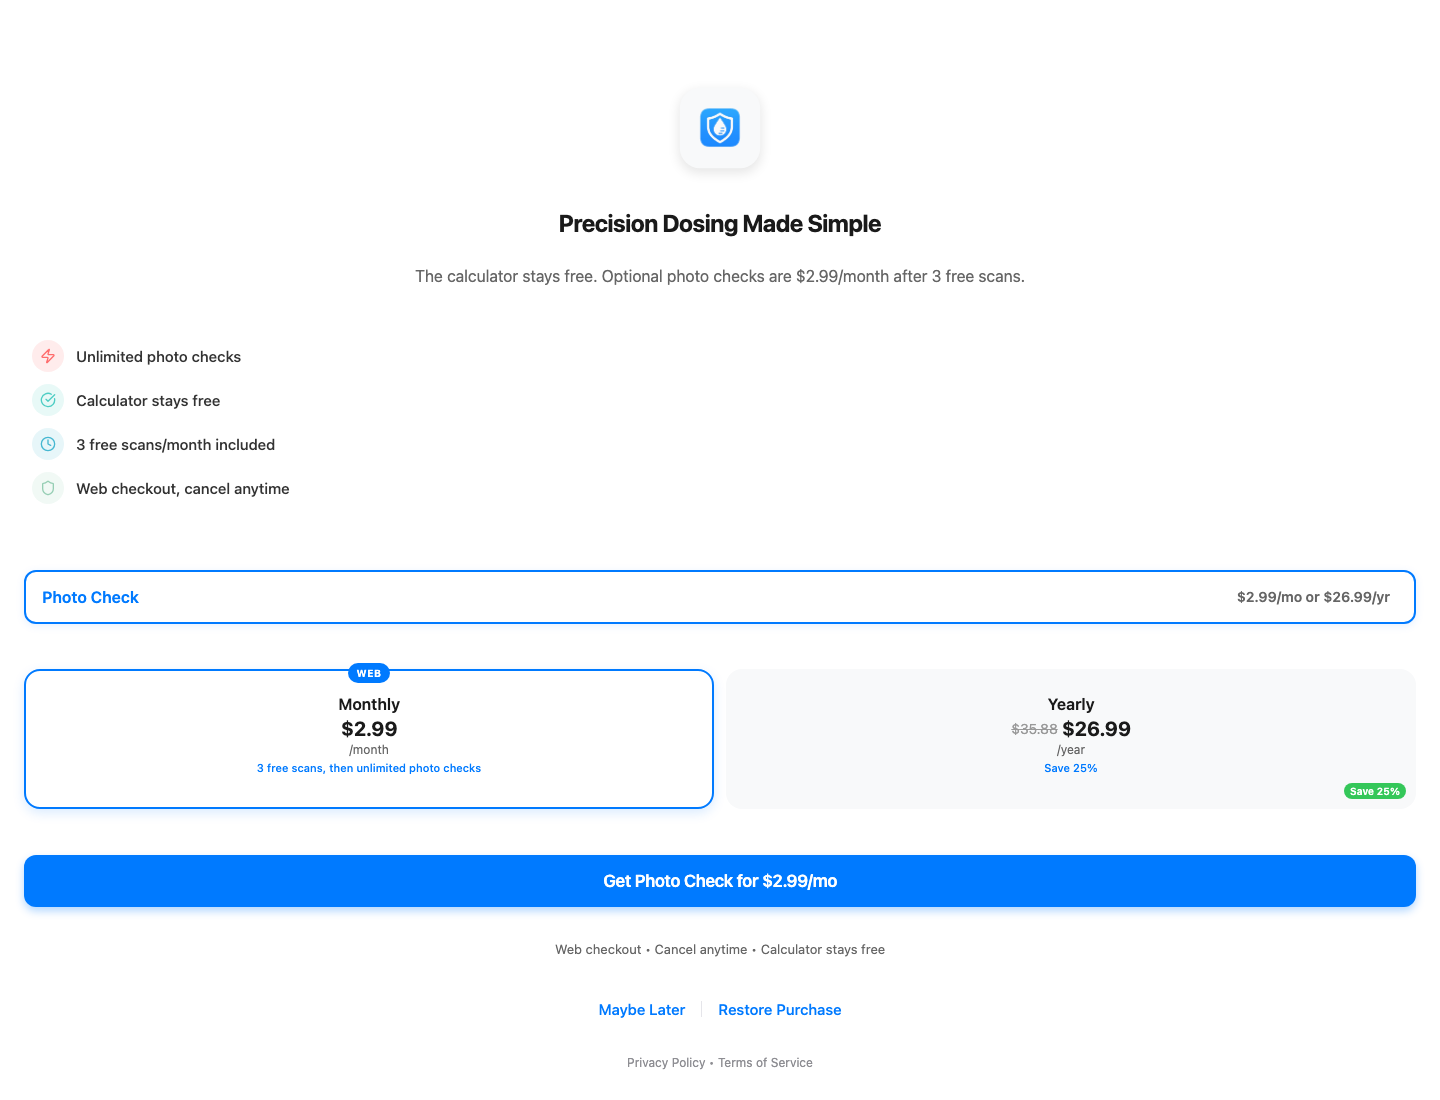 Precision Dosing Made Simple
The calculator stays free. Optional photo checks are $2.99/month after 3 free scans.
Unlimited photo checks
Calculator stays free
3 free scans/month included
Web checkout, cancel anytime
Photo Check
$2.99/mo or $26.99/yr
WEB
Monthly
$2.99
/month
3 free scans, then unlimited photo checks
Yearly
$35.88 $26.99
/year
Save 25%
Save 25%
Get Photo Check for $2.99/mo
Web checkout • Cancel anytime • Calculator stays free
Maybe Later
Restore Purchase
Privacy Policy • Terms of Service